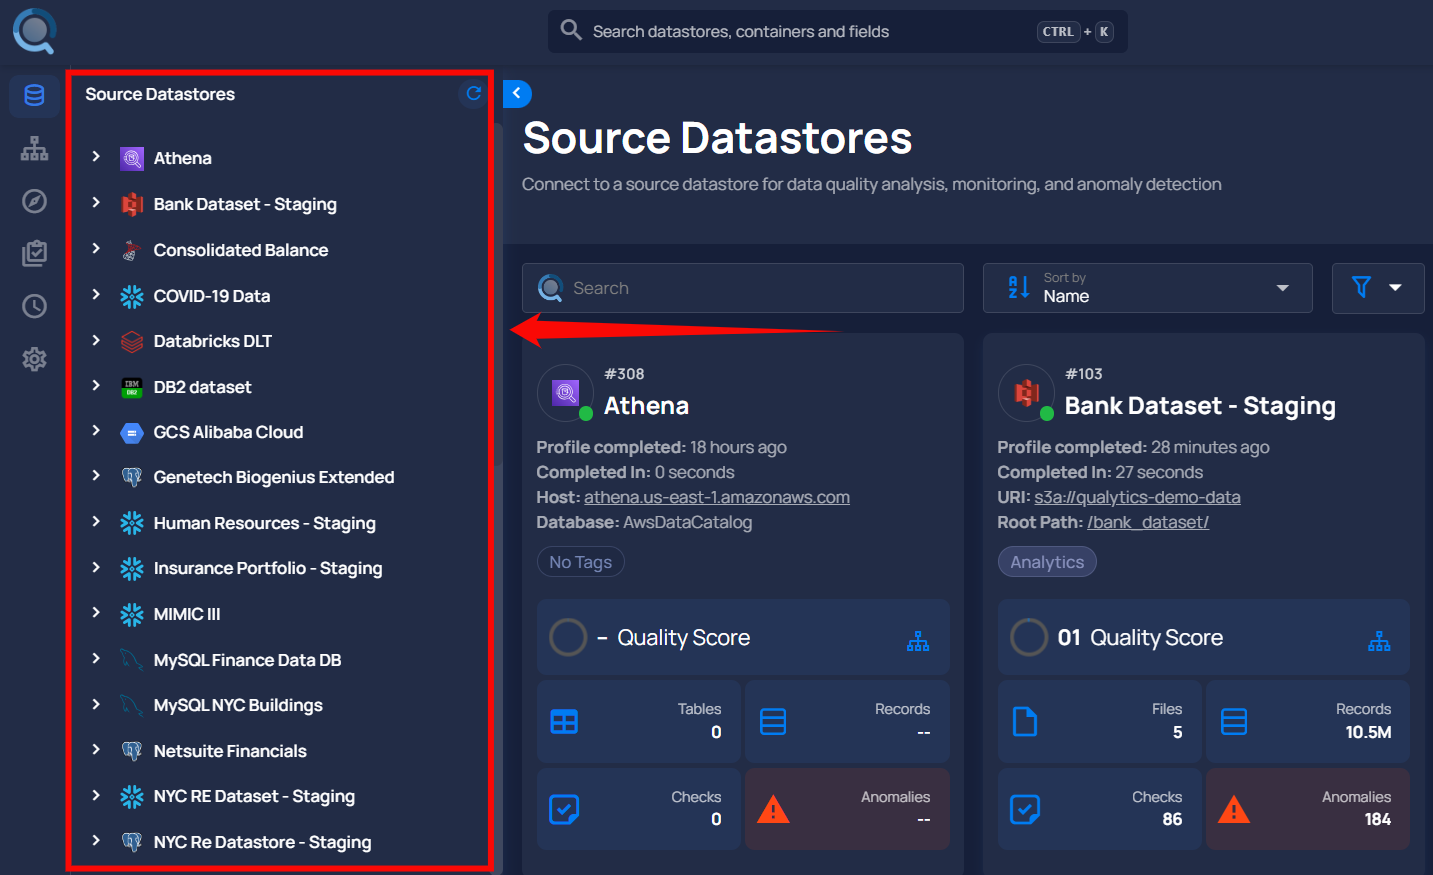 Search datastores, containers and fields CTRL + K
Source Datastores
Athena
Bank Dataset - Staging
Consolidated Balance
COVID-19 Data
Databricks DLT
IBM DB2
DB2 dataset
GCS Alibaba Cloud
Genetech Biogenius Extended
Human Resources - Staging
Insurance Portfolio - Staging
MIMIC III
MySQL Finance Data DB
MySQL NYC Buildings
Netsuite Financials
NYC RE Dataset - Staging
NYC Re Datastore - Staging
Source Datastores
Connect to a source datastore for data quality analysis, monitoring, and anomaly detection
Search
A Z
Sort by
Name
#308
Athena
Profile completed: 18 hours ago
Completed In: 0 seconds
Host: athena.us-east-1.amazonaws.com
Database: AwsDataCatalog
No Tags
– Quality Score
Tables
0
Records
--
Checks
0
Anomalies
--
#103
Bank Dataset - Staging
Profile completed: 28 minutes ago
Completed In: 27 seconds
URI: s3a://qualytics-demo-data
Root Path: /bank_dataset/
Analytics
01 Quality Score
Files
5
Records
10.5M
Checks
86
Anomalies
184